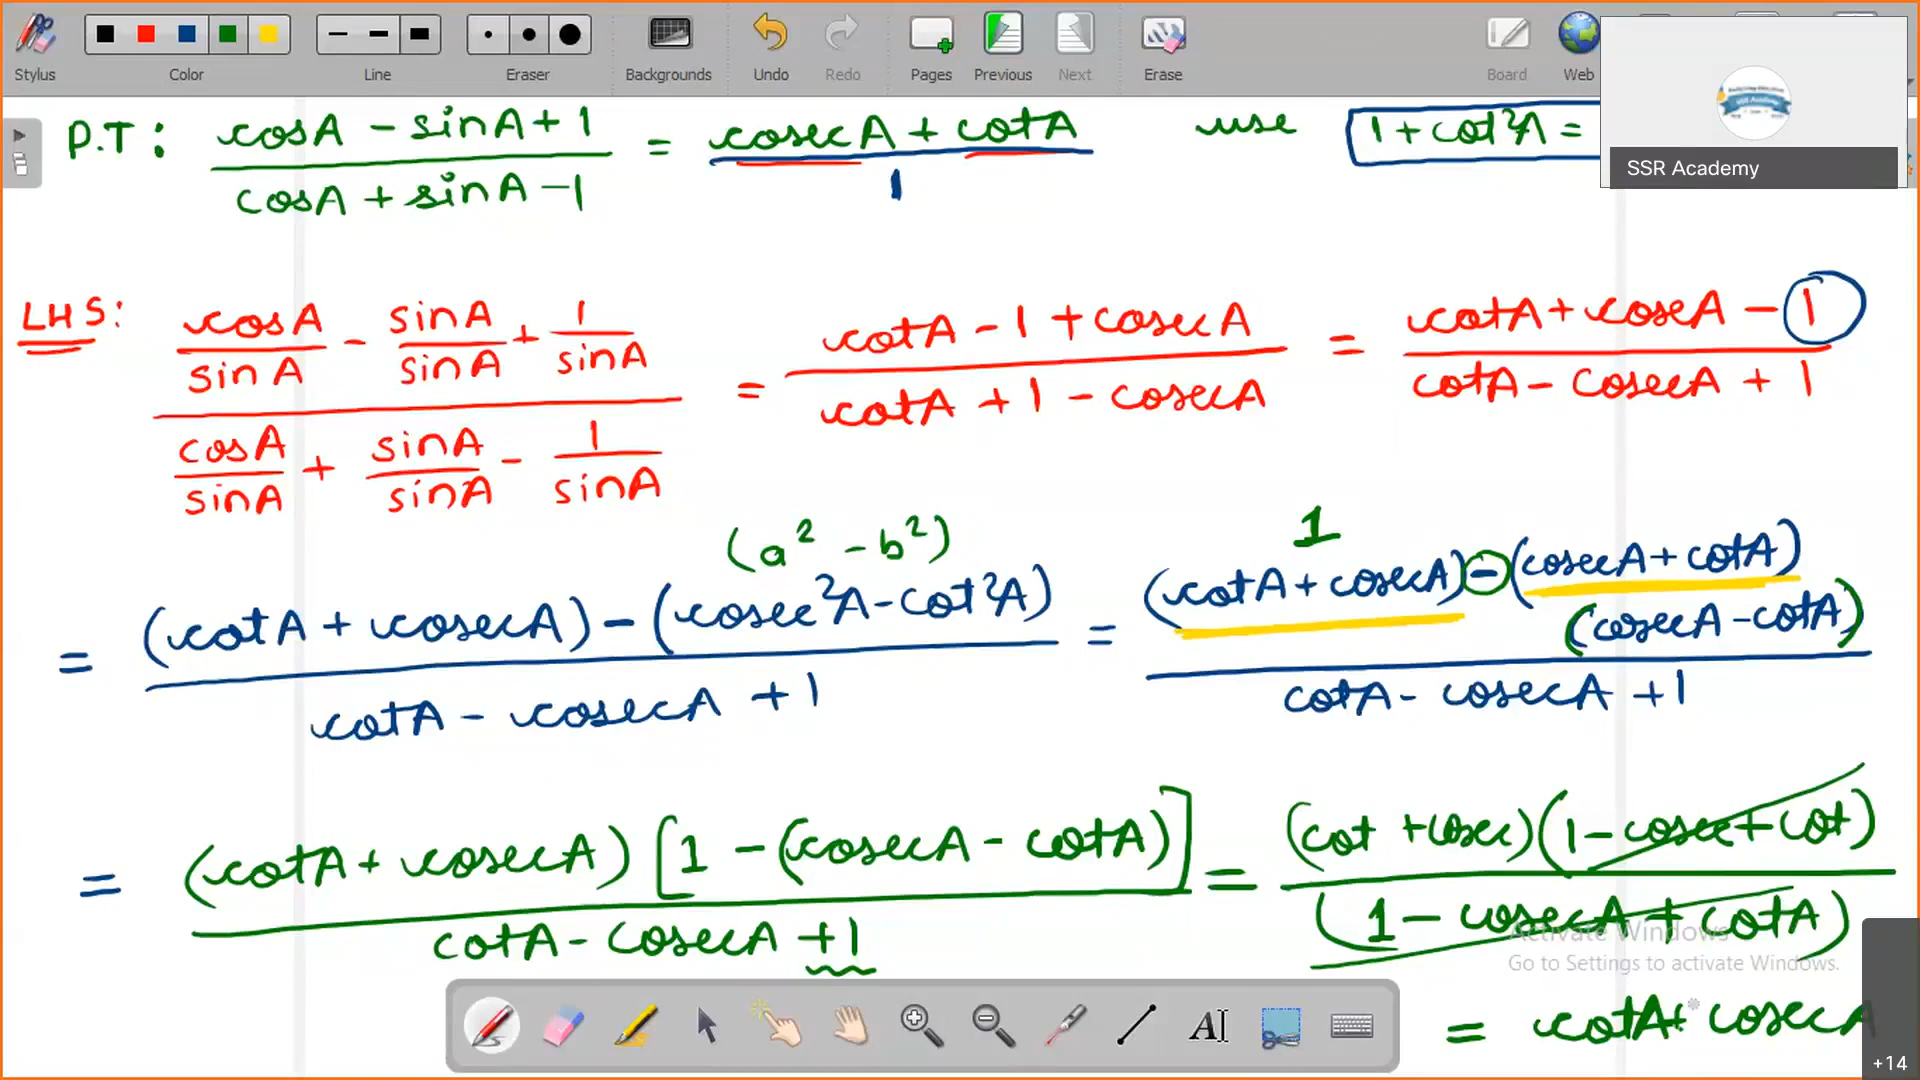 Stylus Color Line Eraser Backgrounds Undo Redo Pages Previous Next Erase Board Web
SSR Academy
P.T : (cosA - sinA + 1)/(cosA + sinA - 1) = (cosecA + cotA)/1 use 1 + cot²A =
LHS: (cosA/sinA - sinA/sinA + 1/sinA)/(cosA/sinA + sinA/sinA - 1/sinA) = (cotA - 1 + cosecA)/(cotA + 1 - cosecA) = (cotA + cosecA - 1)/(cotA - cosecA + 1)
(a² - b²) 1
= ((cotA + cosecA) - (cosec²A - cot²A))/(cotA - cosecA + 1) = ((cotA + cosecA) - (cosecA + cotA)(cosecA - cotA))/(cotA - cosecA + 1)
= (cotA + cosecA)[1 - (cosecA - cotA)]/(cotA - cosecA + 1) = (cot + cosec)(1 - cosec + cot)/(1 - cosecA + cotA)
Activate Windows
Go to Settings to activate Windows.
= cotA + cosecA
+14